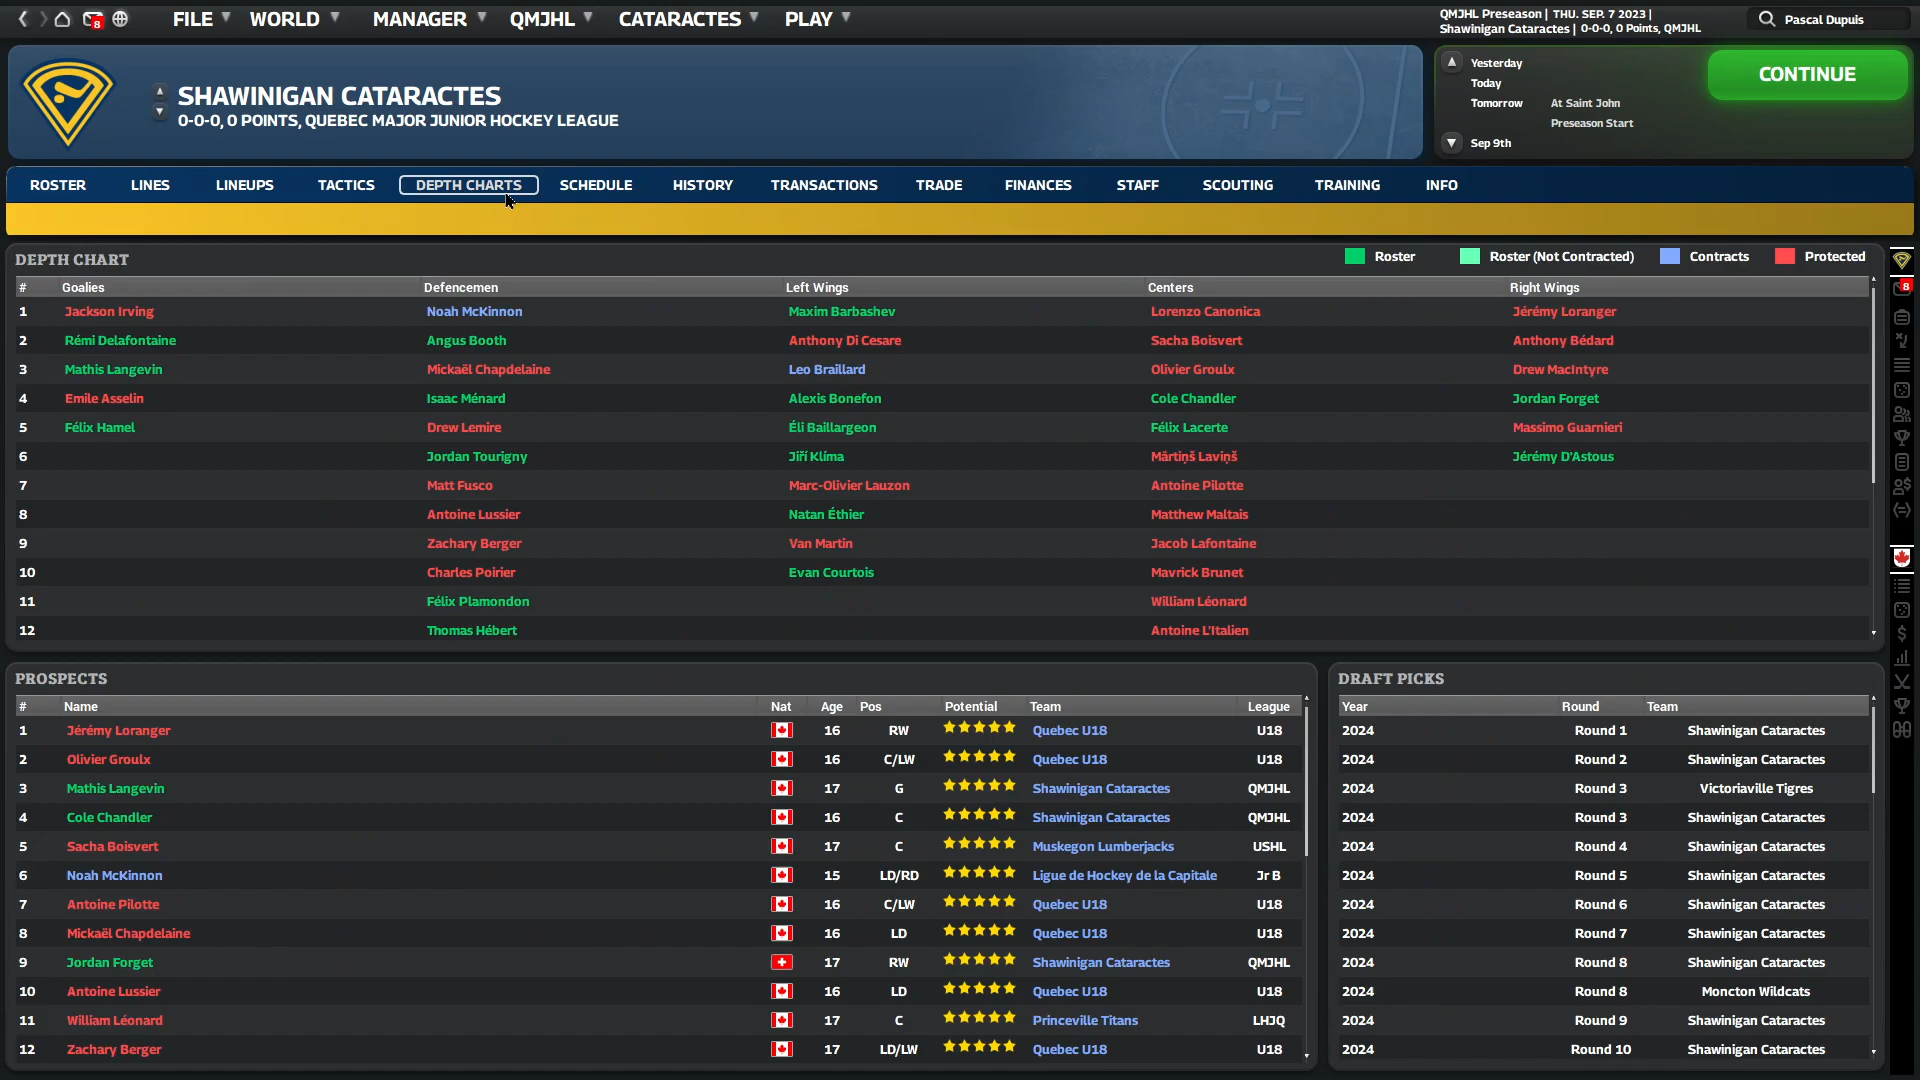 FILE WORLD MANAGER QMJHL CATARACTES PLAY
QMJHL Preseason | THU. SEP. 7 2023 |
Shawinigan Cataractes | 0-0-0, 0 Points, QMJHL
Pascal Dupuis
8
SHAWINIGAN CATARACTES
0-0-0, 0 POINTS, QUEBEC MAJOR JUNIOR HOCKEY LEAGUE
Yesterday
Today
Tomorrow At Saint John
Preseason Start
Sep 9th
CONTINUE
ROSTER LINES LINEUPS TACTICS DEPTH CHARTS SCHEDULE HISTORY TRANSACTIONS TRADE FINANCES STAFF SCOUTING TRAINING INFO
DEPTH CHART Roster Roster (Not Contracted) Contracts Protected
# Goalies Defencemen Left Wings Centers Right Wings
1 Jackson Irving Noah McKinnon Maxim Barbashev Lorenzo Canonica Jérémy Loranger
2 Rémi Delafontaine Angus Booth Anthony Di Cesare Sacha Boisvert Anthony Bédard
3 Mathis Langevin Mickaël Chapdelaine Leo Braillard Olivier Groulx Drew MacIntyre
4 Emile Asselin Isaac Ménard Alexis Bonefon Cole Chandler Jordan Forget
5 Félix Hamel Drew Lemire Éli Baillargeon Félix Lacerte Massimo Guarnieri
6 Jordan Tourigny Jiří Klíma Mārtiņš Laviņš Jérémy D'Astous
7 Matt Fusco Marc-Olivier Lauzon Antoine Pilotte
8 Antoine Lussier Natan Éthier Matthew Maltais
9 Zachary Berger Van Martin Jacob Lafontaine
10 Charles Poirier Evan Courtois Mavrick Brunet
11 Félix Plamondon William Léonard
12 Thomas Hébert Antoine L'Italien
8
PROSPECTS
# Name Nat Age Pos Potential Team League
1 Jérémy Loranger 16 RW Quebec U18 U18
2 Olivier Groulx 16 C/LW Quebec U18 U18
3 Mathis Langevin 17 G Shawinigan Cataractes QMJHL
4 Cole Chandler 16 C Shawinigan Cataractes QMJHL
5 Sacha Boisvert 17 C Muskegon Lumberjacks USHL
6 Noah McKinnon 15 LD/RD Ligue de Hockey de la Capitale Jr B
7 Antoine Pilotte 16 C/LW Quebec U18 U18
8 Mickaël Chapdelaine 16 LD Quebec U18 U18
9 Jordan Forget 17 RW Shawinigan Cataractes QMJHL
10 Antoine Lussier 16 LD Quebec U18 U18
11 William Léonard 17 C Princeville Titans LHJQ
12 Zachary Berger 17 LD/LW Quebec U18 U18
DRAFT PICKS
Year Round Team
2024 Round 1 Shawinigan Cataractes
2024 Round 2 Shawinigan Cataractes
2024 Round 3 Victoriaville Tigres
2024 Round 3 Shawinigan Cataractes
2024 Round 4 Shawinigan Cataractes
2024 Round 5 Shawinigan Cataractes
2024 Round 6 Shawinigan Cataractes
2024 Round 7 Shawinigan Cataractes
2024 Round 8 Shawinigan Cataractes
2024 Round 8 Moncton Wildcats
2024 Round 9 Shawinigan Cataractes
2024 Round 10 Shawinigan Cataractes